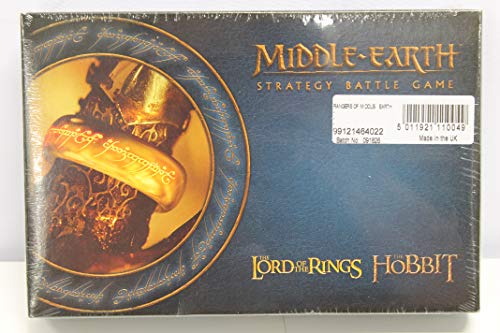 MIDDLE-EARTH
STRATEGY BATTLE GAME
RANGERS OF MIDDLE EARTH
99121464022
Batch No: 091805
5 011921 110049
Made in the UK
THE LORD OF THE RINGS
THE HOBBIT